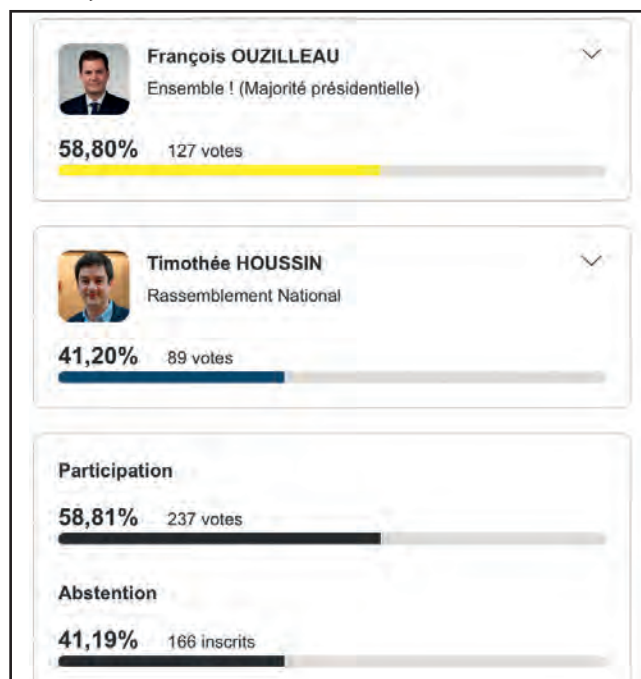 François OUZILLEAU
Ensemble ! (Majorité présidentielle)
58,80% 127 votes
Timothée HOUSSIN
Rassemblement National
41,20% 89 votes
Participation
58,81% 237 votes
Abstention
41,19% 166 inscrits